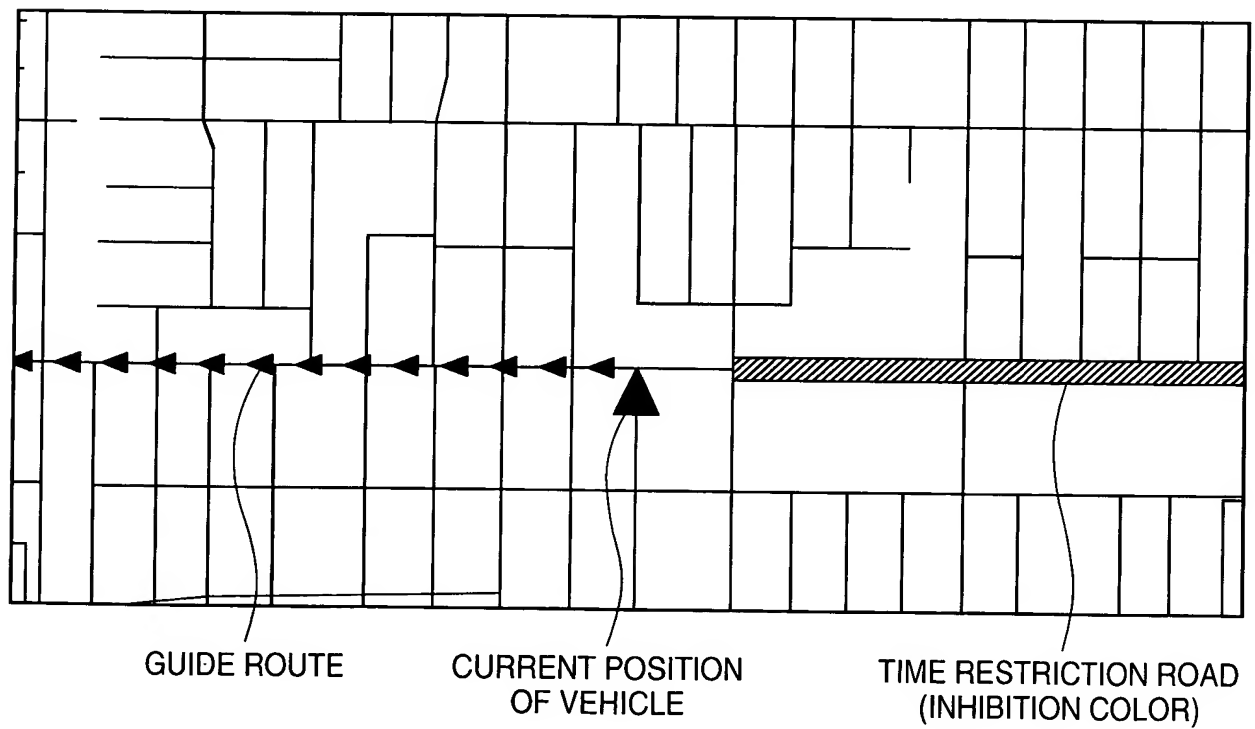 GUIDE ROUTE
CURRENT POSITION
OF VEHICLE
TIME RESTRICTION ROAD
(INHIBITION COLOR)